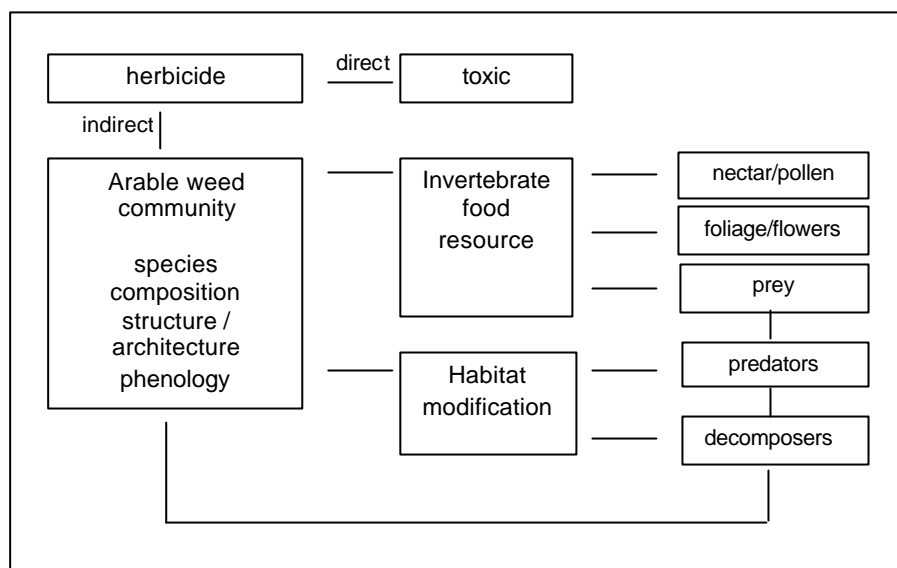 herbicide
direct
toxic
indirect
Arable weed
community
species
composition
structure /
architecture
phenology
Invertebrate
food
resource
nectar/pollen
foliage/flowers
prey
Habitat
modification
predators
decomposers